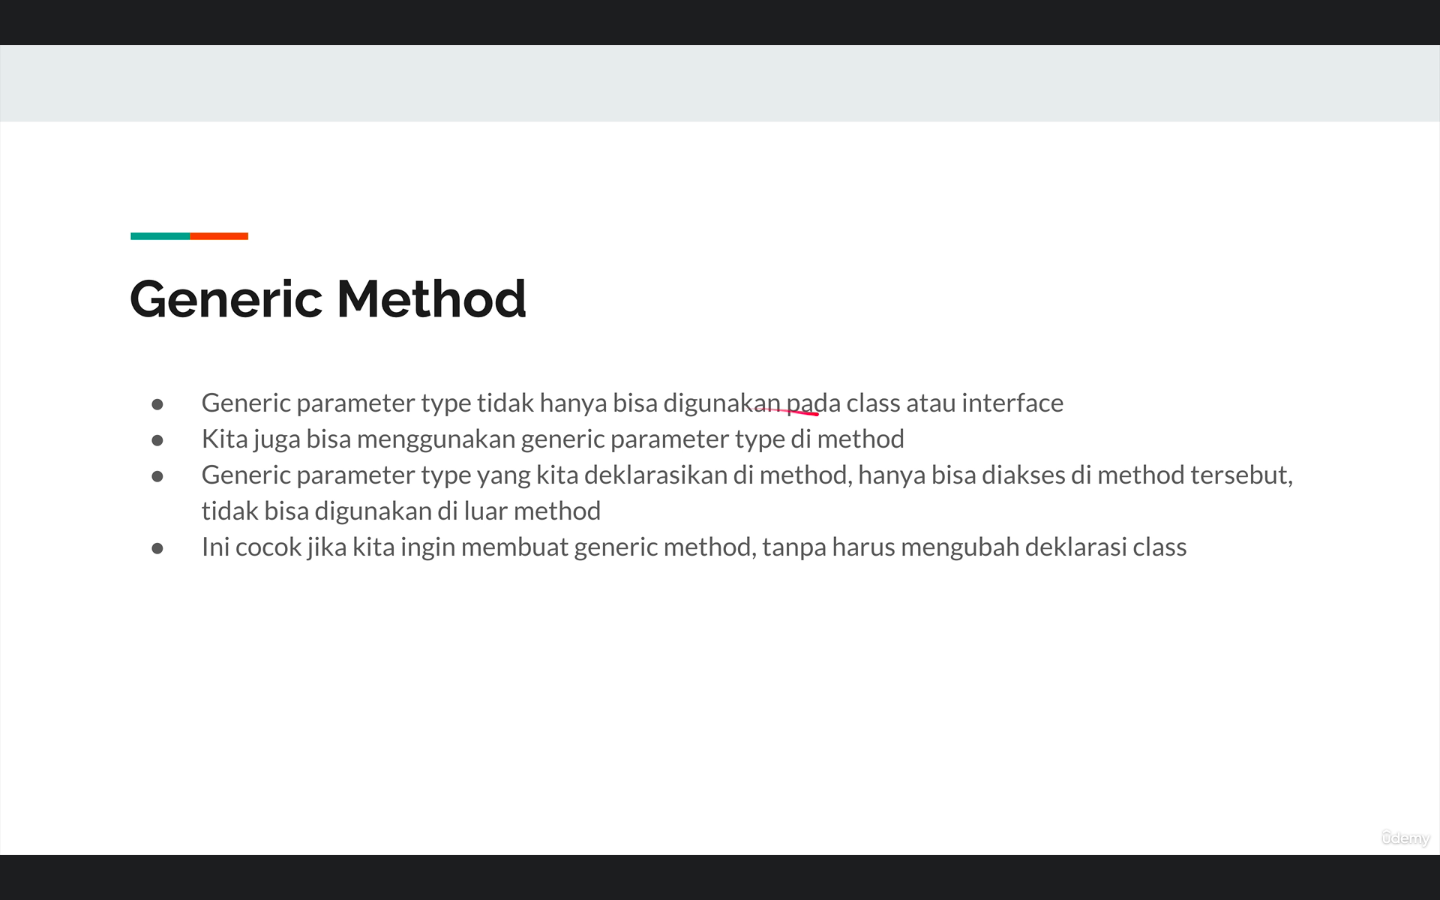 Generic Method
● Generic parameter type tidak hanya bisa digunakan pada class atau interface
● Kita juga bisa menggunakan generic parameter type di method
● Generic parameter type yang kita deklarasikan di method, hanya bisa diakses di method tersebut,
tidak bisa digunakan di luar method
● Ini cocok jika kita ingin membuat generic method, tanpa harus mengubah deklarasi class
ûdemy